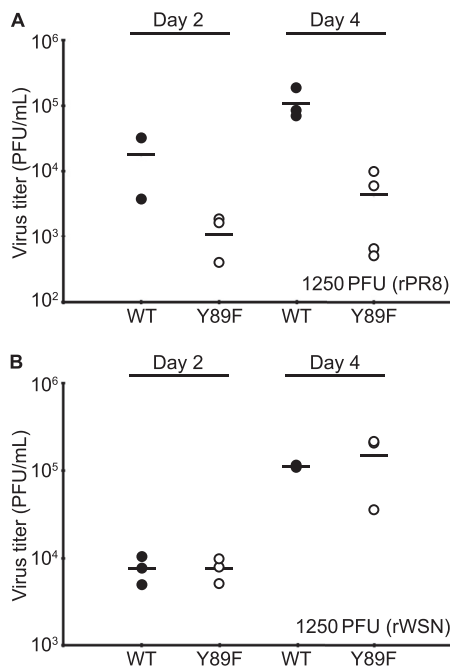 A
Day 2 Day 4
Virus titer (PFU/mL)
10⁶
10⁵
10⁴
10³
10²
1250 PFU (rPR8)
WT Y89F WT Y89F
B
Day 2 Day 4
Virus titer (PFU/mL)
10⁶
10⁵
10⁴
10³
1250 PFU (rWSN)
WT Y89F WT Y89F